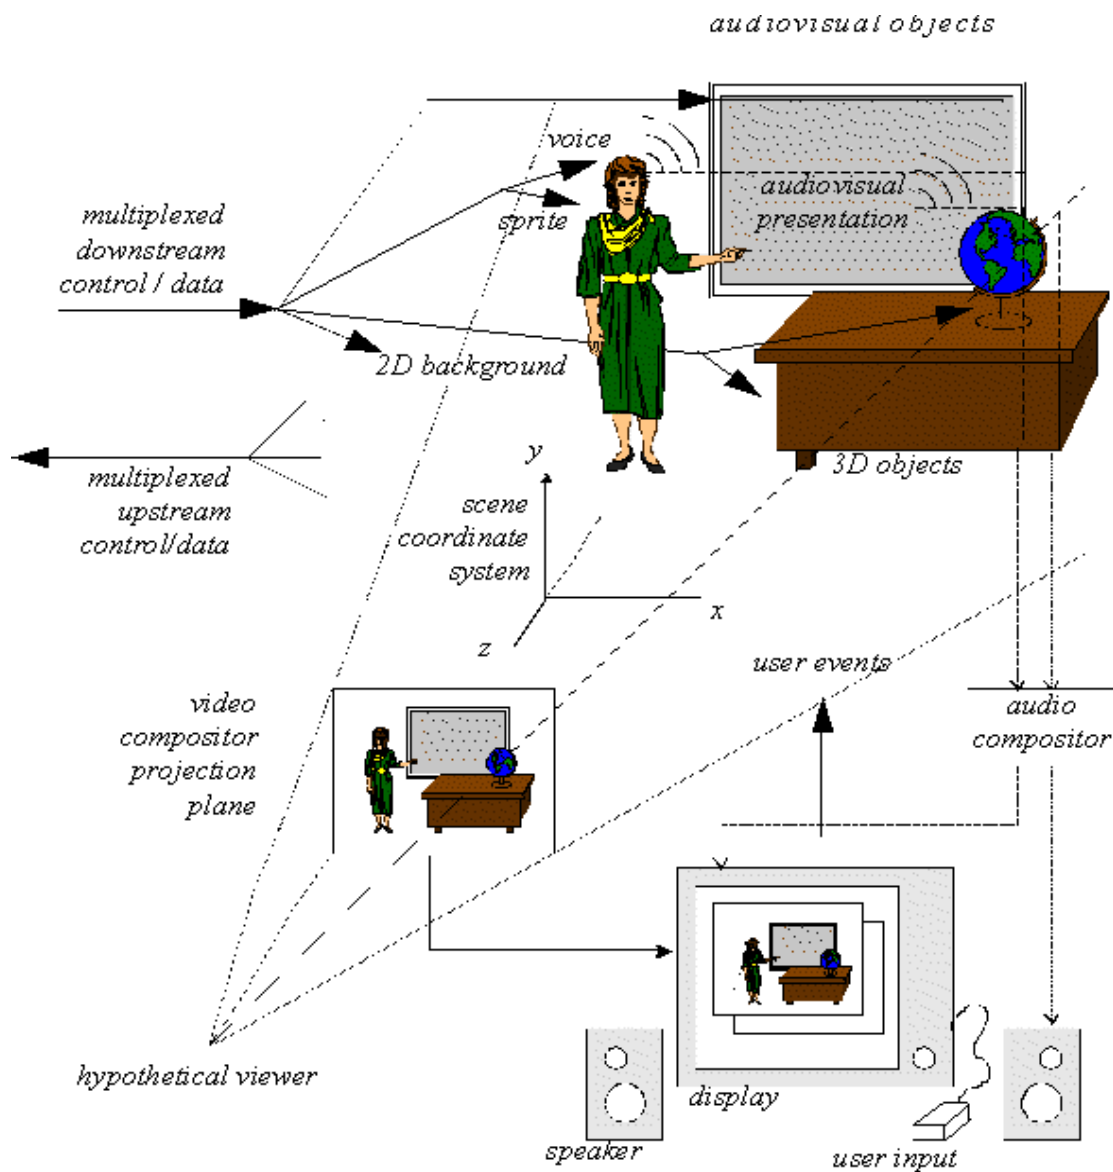 audiovisual objects
voice
sprite
audiovisual
presentation
multiplexed
downstream
control / data
2D background
3D objects
multiplexed
upstream
control/data
y
scene
coordinate
system
x
z
user events
video
compositor
projection
plane
audio
compositor
hypothetical viewer
display
speaker
user input